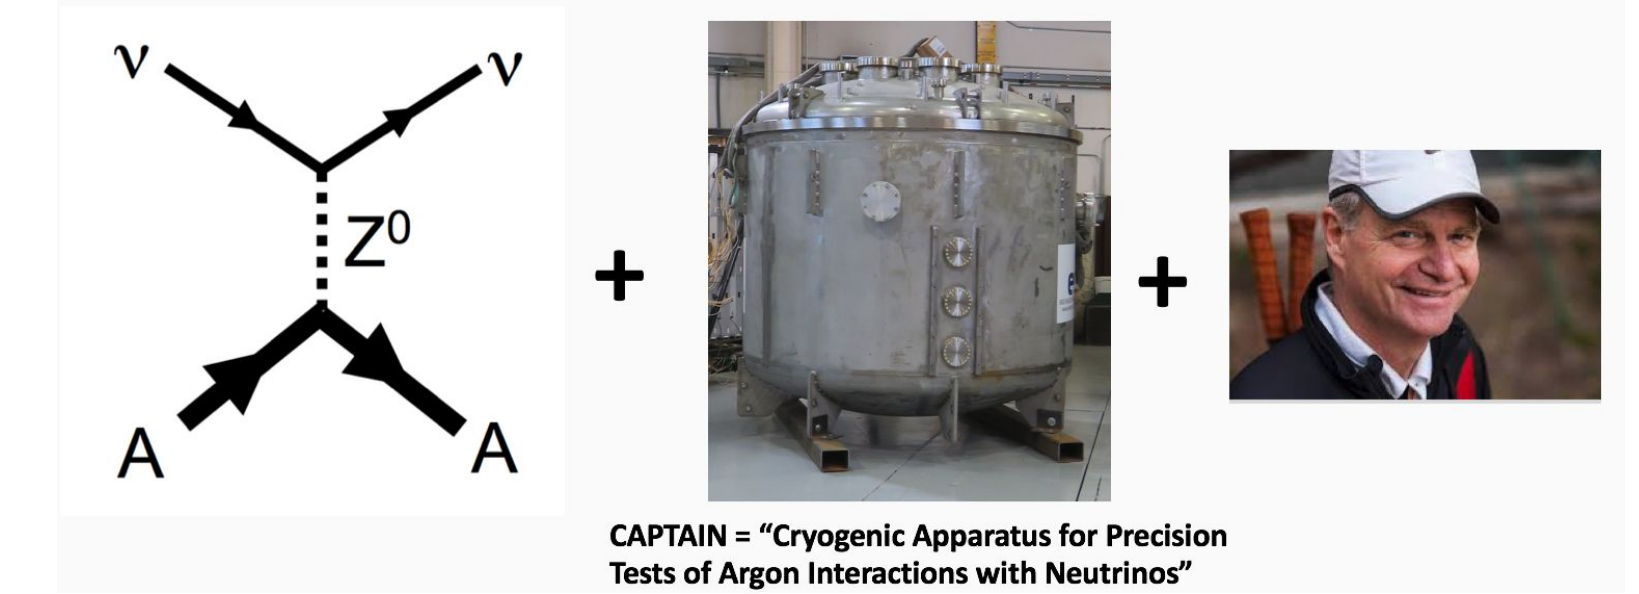 ν ν
Z⁰
A A
+ +
CAPTAIN = “Cryogenic Apparatus for Precision
Tests of Argon Interactions with Neutrinos”